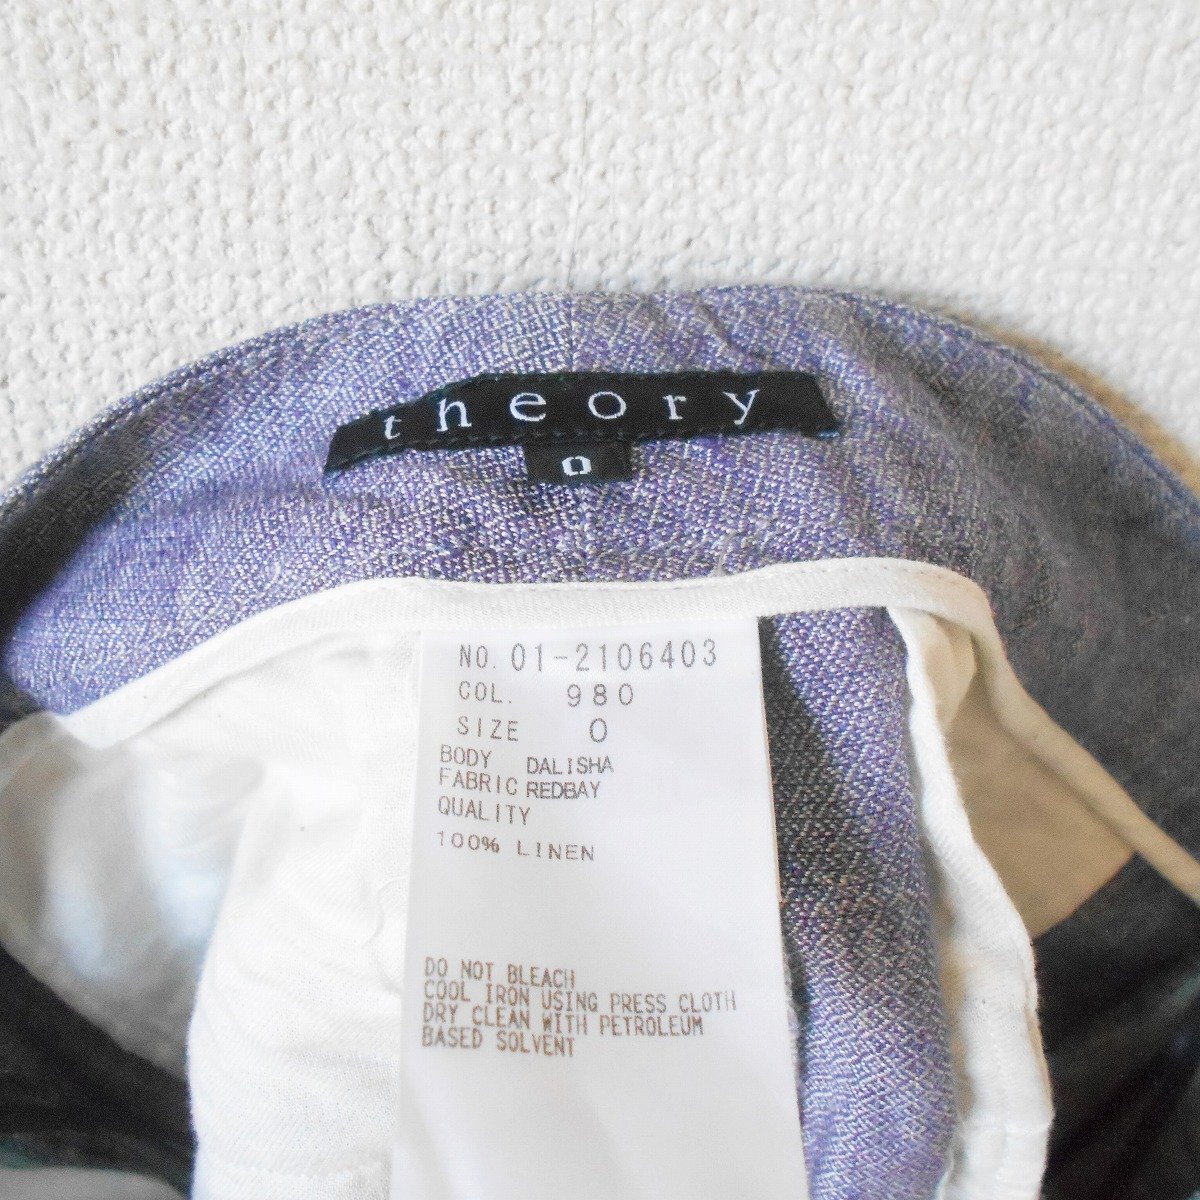 theory
0
NO. 01-2106403
COL. 980
SIZE 0
BODY DALISHA
FABRIC REDBAY
QUALITY
100% LINEN
DO NOT BLEACH
COOL IRON USING PRESS CLOTH
DRY CLEAN WITH PETROLEUM
BASED SOLVENT